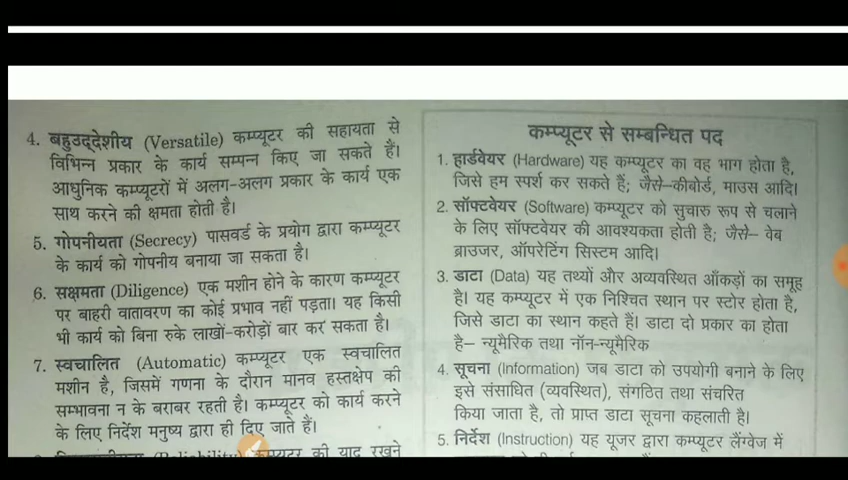 4. बहुउद्देशीय (Versatile) कम्प्यूटर की सहायता से
विभिन्न प्रकार के कार्य सम्पन्न किए जा सकते हैं।
आधुनिक कम्प्यूटरों में अलग-अलग प्रकार के कार्य एक
साथ करने की क्षमता होती है।
5. गोपनीयता (Secrecy) पासवर्ड के प्रयोग द्वारा कम्प्यूटर
के कार्य को गोपनीय बनाया जा सकता है।
6. सक्षमता (Diligence) एक मशीन होने के कारण कम्प्यूटर
पर बाहरी वातावरण का कोई प्रभाव नहीं पड़ता। यह किसी
भी कार्य को बिना रुके लाखों-करोड़ों बार कर सकता है।
7. स्वचालित (Automatic) कम्प्यूटर एक स्वचालित
मशीन है, जिसमें गणना के दौरान मानव हस्तक्षेप की
सम्भावना न के बराबर रहती है। कम्प्यूटर को कार्य करने
के लिए निर्देश मनुष्य द्वारा ही दिए जाते हैं।
(Reliability) कम्प्यूटर की याद रखने
कम्प्यूटर से सम्बन्धित पद
1. हार्डवेयर (Hardware) यह कम्प्यूटर का वह भाग होता है,
जिसे हम स्पर्श कर सकते हैं; जैसे–कीबोर्ड, माउस आदि।
2. सॉफ्टवेयर (Software) कम्प्यूटर को सुचारु रूप से चलाने
के लिए सॉफ्टवेयर की आवश्यकता होती है; जैसे– वेब
ब्राउजर, ऑपरेटिंग सिस्टम आदि।
3. डाटा (Data) यह तथ्यों और अव्यवस्थित आँकड़ों का समूह
है। यह कम्प्यूटर में एक निश्चित स्थान पर स्टोर होता है,
जिसे डाटा का स्थान कहते हैं। डाटा दो प्रकार का होता
है– न्यूमैरिक तथा नॉन-न्यूमैरिक
4. सूचना (Information) जब डाटा को उपयोगी बनाने के लिए
इसे संसाधित (व्यवस्थित), संगठित तथा संचरित
किया जाता है, तो प्राप्त डाटा सूचना कहलाती है।
5. निर्देश (Instruction) यह यूजर द्वारा कम्प्यूटर लैंग्वेज में